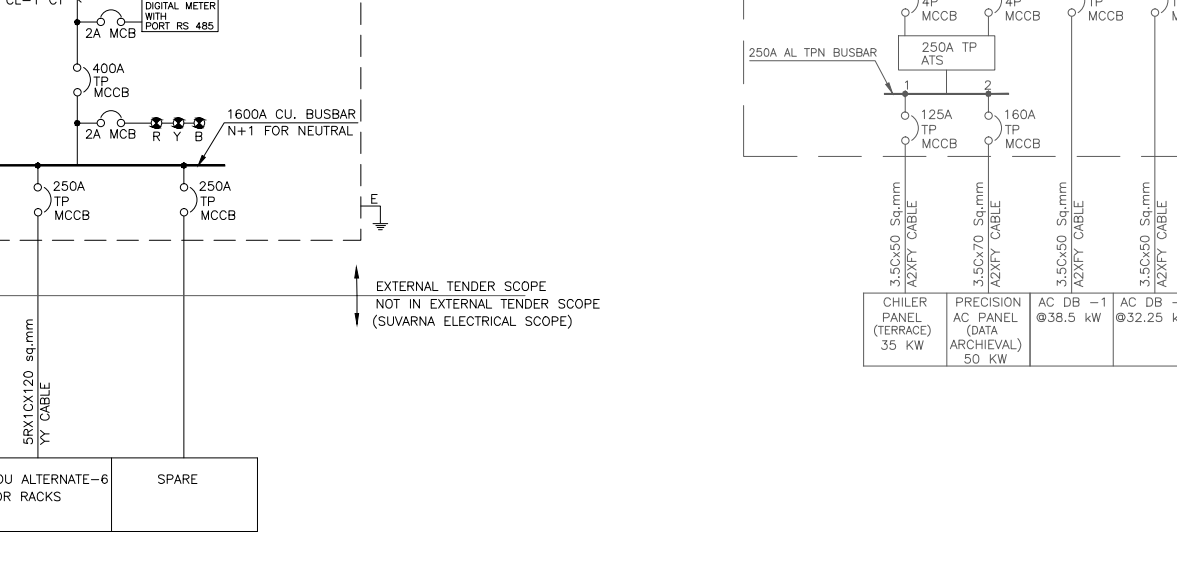 DIGITAL METER
WITH
PORT RS 485
2A MCB
400A
TP
MCCB
2A MCB
R Y B
1600A CU. BUSBAR
N+1 FOR NEUTRAL
250A
TP
MCCB
250A
TP
MCCB
E
EXTERNAL TENDER SCOPE
NOT IN EXTERNAL TENDER SCOPE
(SUVARNA ELECTRICAL SCOPE)
5RX1CX120 sq.mm
YY CABLE
ALTERNATE-6
RACKS
SPARE
4P
MCCB
4P
MCCB
TP
MCCB
250A AL TPN BUSBAR
250A TP
ATS
1
2
125A
TP
MCCB
160A
TP
MCCB
3.5Cx50 Sq.mm
A2XFY CABLE
3.5Cx70 Sq.mm
A2XFY CABLE
3.5Cx50 Sq.mm
A2XFY CABLE
3.5Cx50 Sq.mm
A2XFY CABLE
CHILER
PANEL
(TERRACE)
35 KW
PRECISION
AC PANEL
(DATA
ARCHIEVAL)
50 KW
AC DB -1
@38.5 kW
AC DB
@32.25